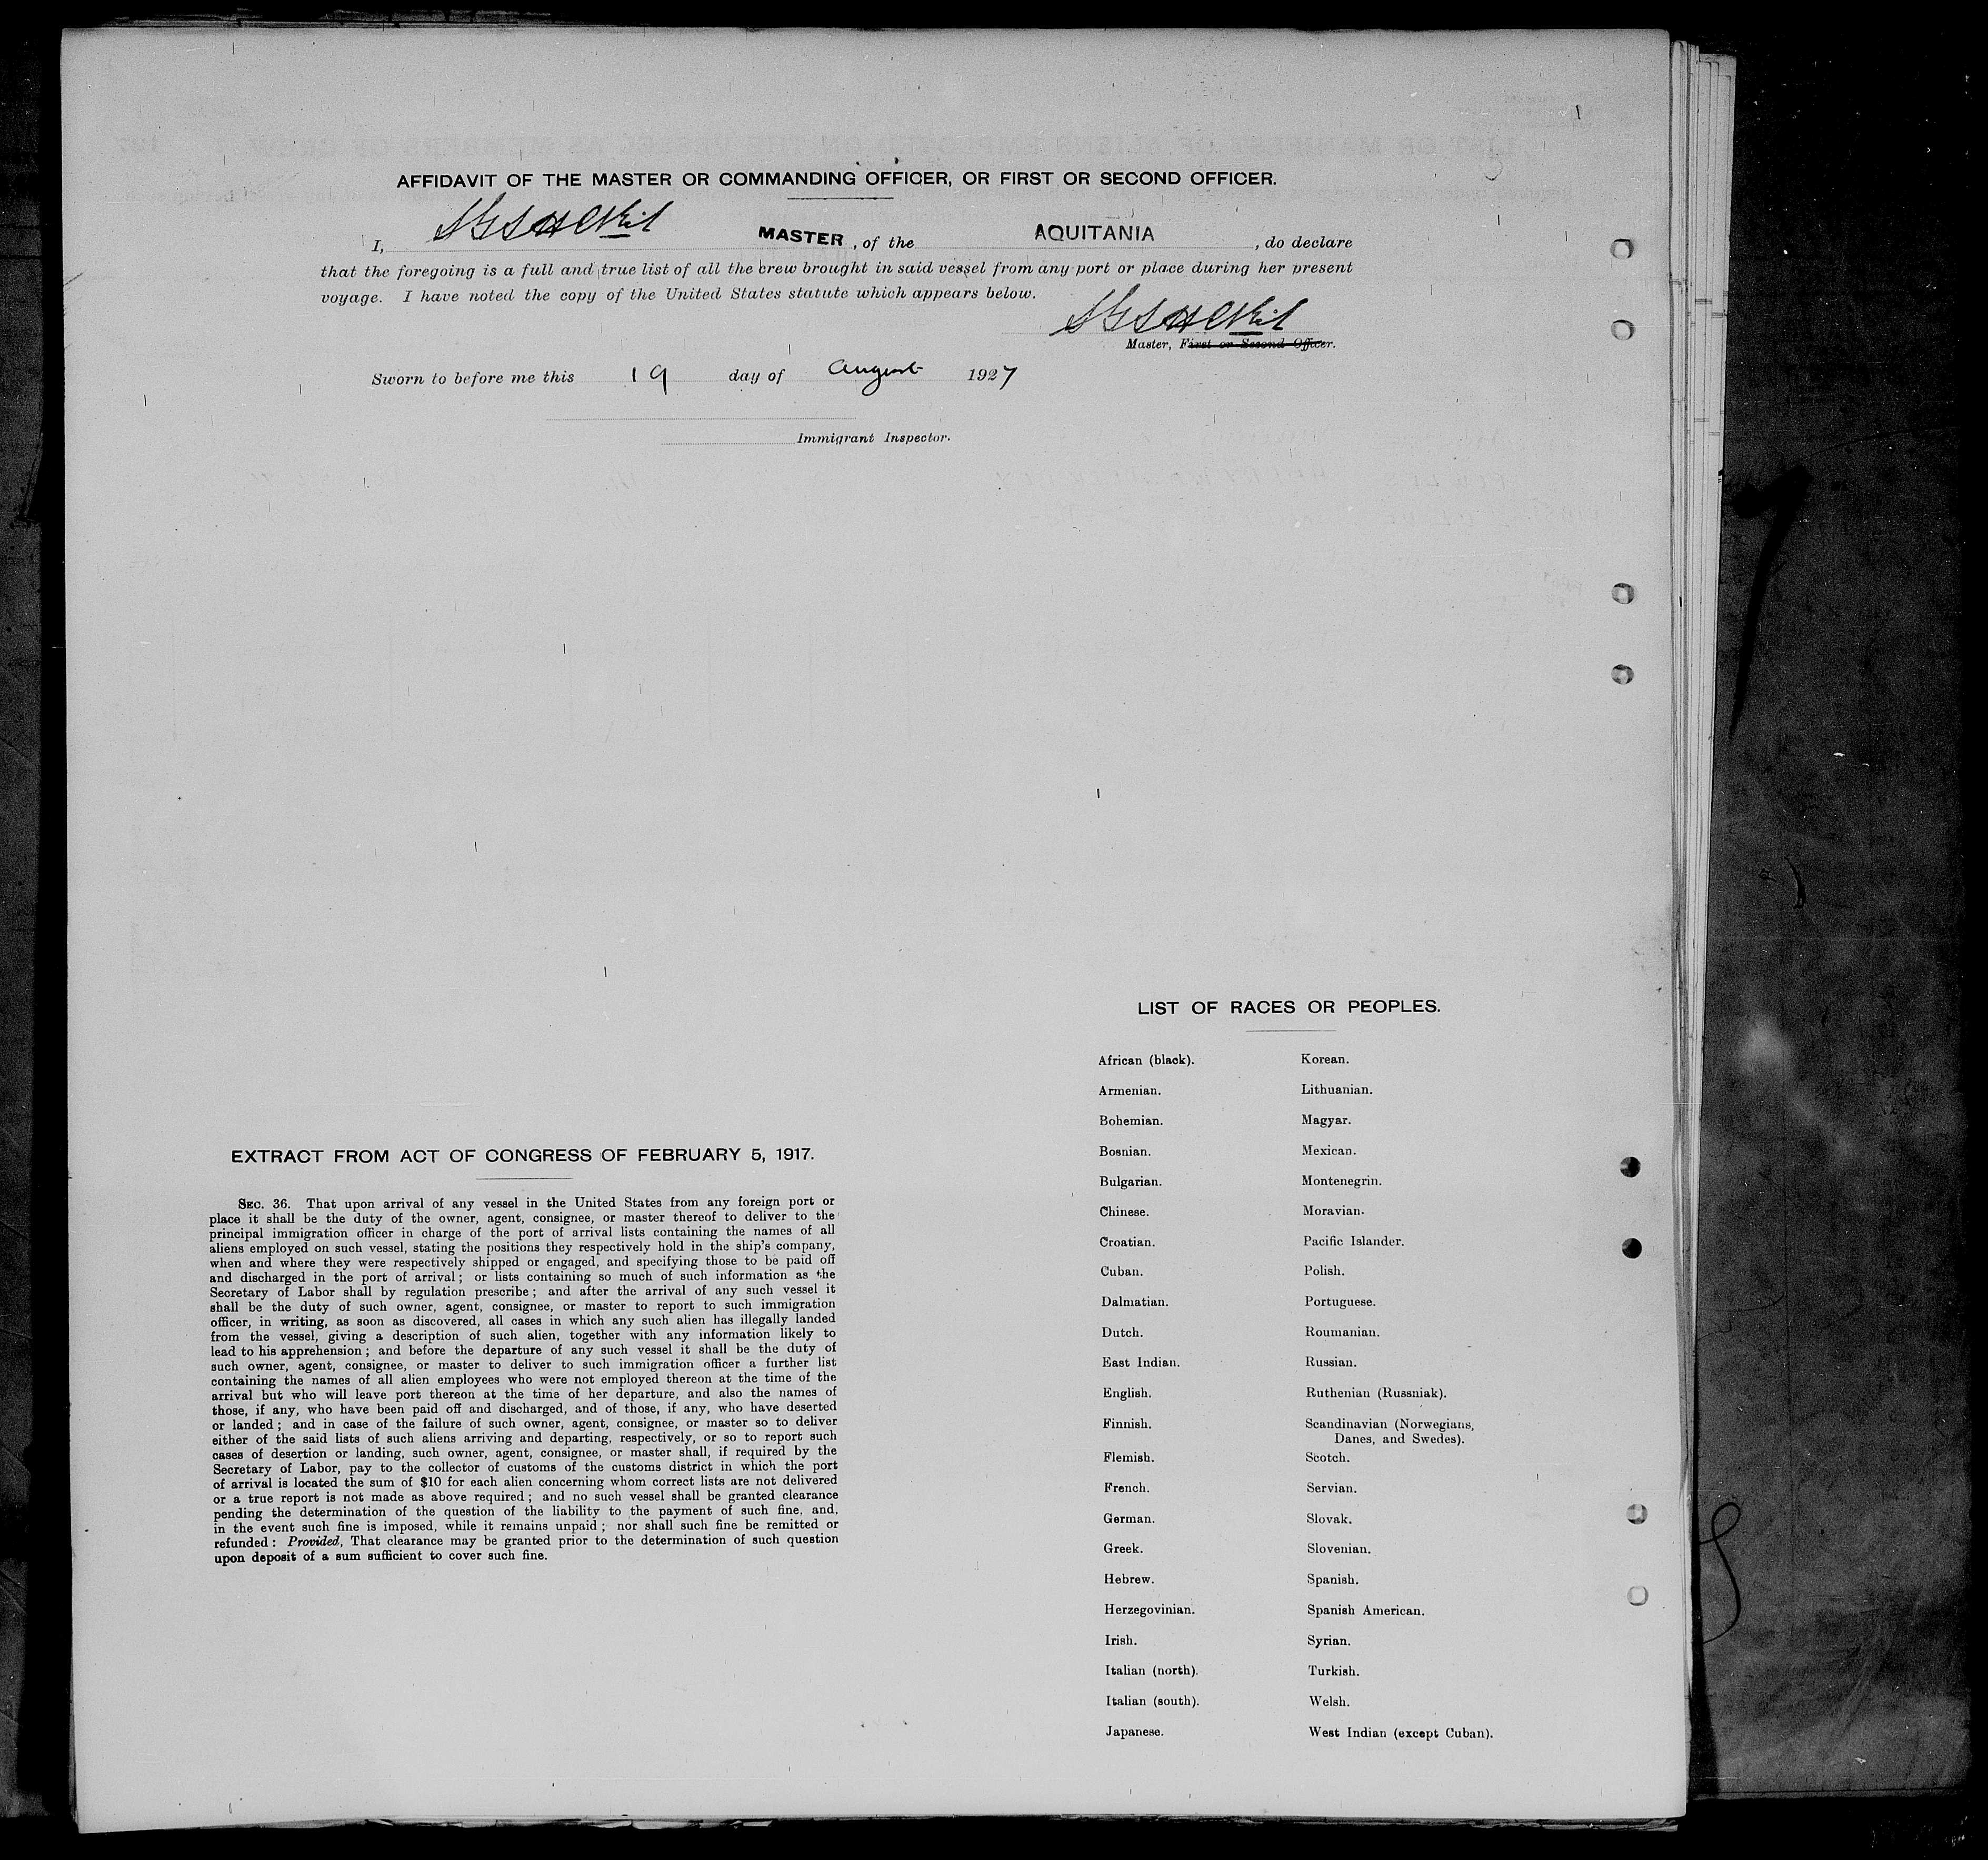 AFFIDAVIT OF THE MASTER OR COMMANDING OFFICER, OR FIRST OR SECOND OFFICER.
I, MASTER, of the AQUITANIA, do declare
that the foregoing is a full and true list of all the crew brought in said vessel from any port or place during her present
voyage. I have noted the copy of the United States statute which appears below.
Master, First or Second Officer.
Sworn to before me this 19 day of August 1927
Immigrant Inspector.
EXTRACT FROM ACT OF CONGRESS OF FEBRUARY 5, 1917.
SEC. 36. That upon arrival of any vessel in the United States from any foreign port or
place it shall be the duty of the owner, agent, consignee, or master thereof to deliver to the
principal immigration officer in charge of the port of arrival lists containing the names of all
aliens employed on such vessel, stating the positions they respectively hold in the ship's company,
when and where they were respectively shipped or engaged, and specifying those to be paid off
and discharged in the port of arrival; or lists containing so much of such information as the
Secretary of Labor shall by regulation prescribe; and after the arrival of any such vessel it
shall be the duty of such owner, agent, consignee, or master to report to such immigration
officer, in writing, as soon as discovered, all cases in which any such alien has illegally landed
from the vessel, giving a description of such alien, together with any information likely to
lead to his apprehension; and before the departure of any such vessel it shall be the duty of
such owner, agent, consignee, or master to deliver to such immigration officer a further list
containing the names of all alien employees who were not employed thereon at the time of the
arrival but who will leave port thereon at the time of her departure, and also the names of
those, if any, who have been paid off and discharged, and of those, if any, who have deserted
or landed; and in case of the failure of such owner, agent, consignee, or master so to deliver
either of the said lists of such aliens arriving and departing, respectively, or so to report such
cases of desertion or landing, such owner, agent, consignee, or master shall, if required by the
Secretary of Labor, pay to the collector of customs of the customs district in which the port
of arrival is located the sum of $10 for each alien concerning whom correct lists are not delivered
or a true report is not made as above required; and no such vessel shall be granted clearance
pending the determination of the question of the liability to the payment of such fine, and,
in the event such fine is imposed, while it remains unpaid; nor shall such fine be remitted or
refunded: Provided, That clearance may be granted prior to the determination of such question
upon deposit of a sum sufficient to cover such fine.
LIST OF RACES OR PEOPLES.
African (black).
Armenian.
Bohemian.
Bosnian.
Bulgarian.
Chinese.
Croatian.
Cuban.
Dalmatian.
Dutch.
East Indian.
English.
Finnish.
Flemish.
French.
German.
Greek.
Hebrew.
Herzegovinian.
Irish.
Italian (north).
Italian (south).
Japanese.
Korean.
Lithuanian.
Magyar.
Mexican.
Montenegrin.
Moravian.
Pacific Islander.
Polish.
Portuguese.
Roumanian.
Russian.
Ruthenian (Russniak).
Scandinavian (Norwegians,
Danes, and Swedes).
Scotch.
Servian.
Slovak.
Slovenian.
Spanish.
Spanish American.
Syrian.
Turkish.
Welsh.
West Indian (except Cuban).